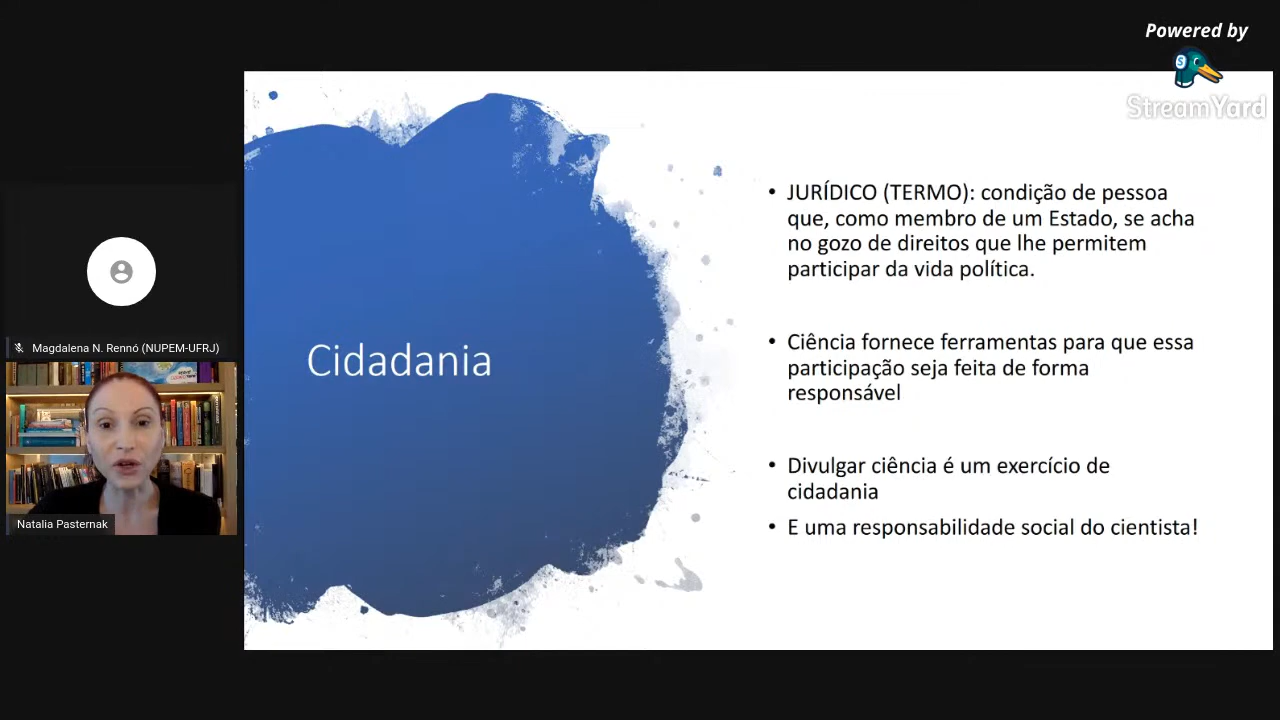 Powered by
StreamYard
Cidadania
• JURÍDICO (TERMO): condição de pessoa
que, como membro de um Estado, se acha
no gozo de direitos que lhe permitem
participar da vida política.
• Ciência fornece ferramentas para que essa
participação seja feita de forma
responsável
• Divulgar ciência é um exercício de
cidadania
• E uma responsabilidade social do cientista!
Magdalena N. Rennó (NUPEM-UFRJ)
Natalia Pasternak